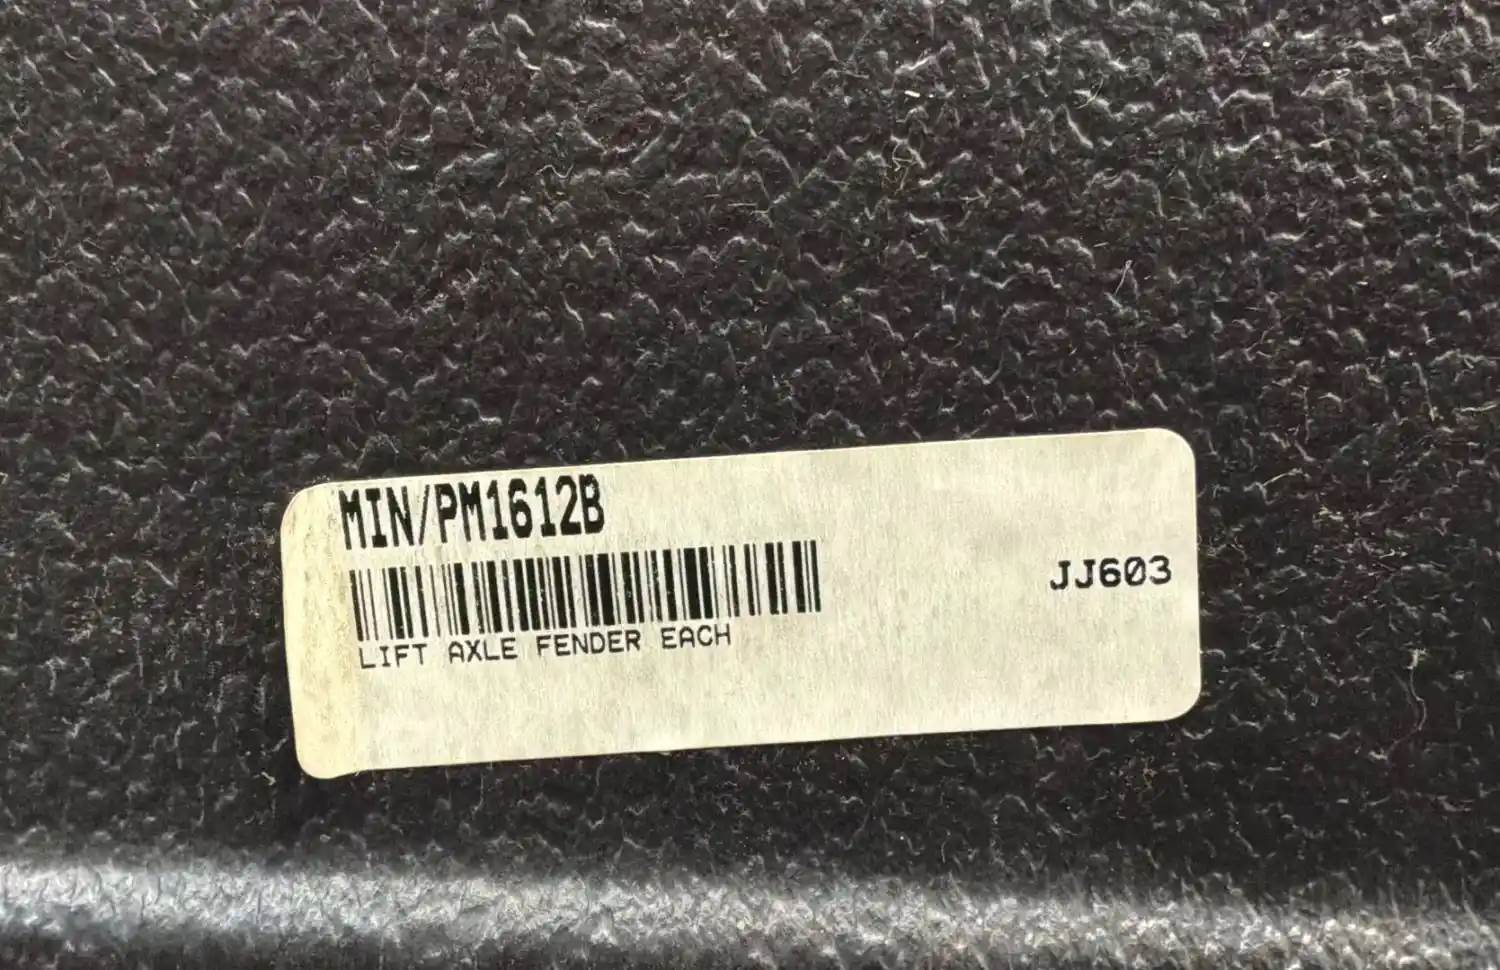 MIN/PM1612B
JJ603
LIFT AXLE FENDER EACH